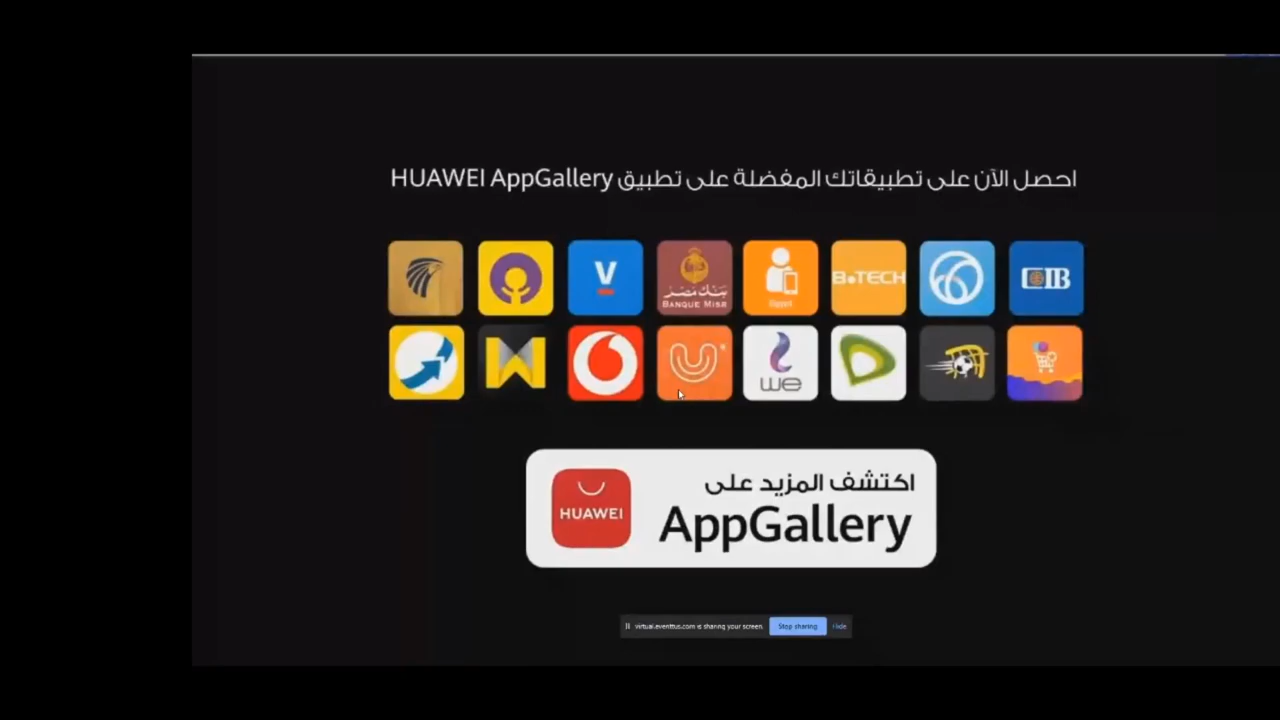 احصل الآن على تطبيقاتك المفضلة على تطبيق HUAWEI AppGallery
V
بنك مصر
BANQUE MISR
Egypt
B.TECH
CIB
we
اكتشف المزيد على
AppGallery
HUAWEI
virtual.eventtus.com is sharing your screen.
Stop sharing
Hide